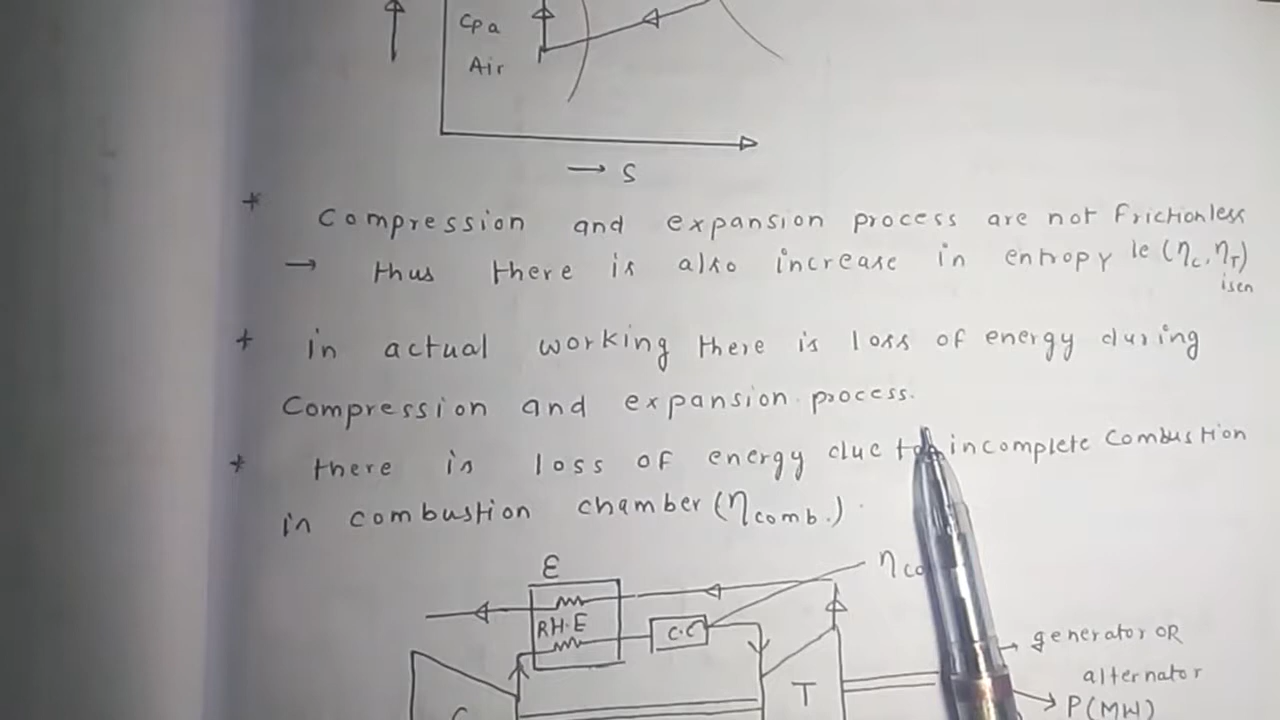 Cpa
Air
→ S
* Compression and expansion process are not Frictionless
→ thus there is also increase in entropy ie (ηc, ηT)
isen
+ in actual working there is loss of energy during
Compression and expansion process.
* there is loss of energy due to incomplete Combustion
in combustion chamber (ηcomb.)
ε
ηco
RH.E
C.C
generator OR
alternator
T
P(MW)
C